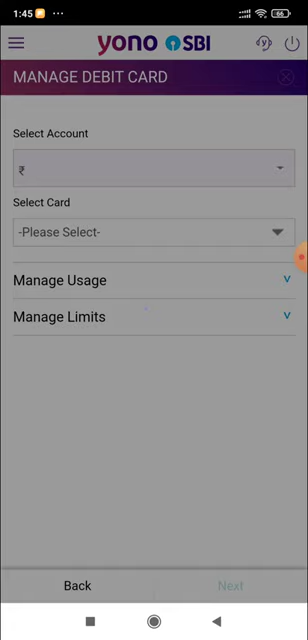 1:45 66
yono SBI
MANAGE DEBIT CARD
Select Account
₹
Select Card
-Please Select-
Manage Usage
Manage Limits
Back Next